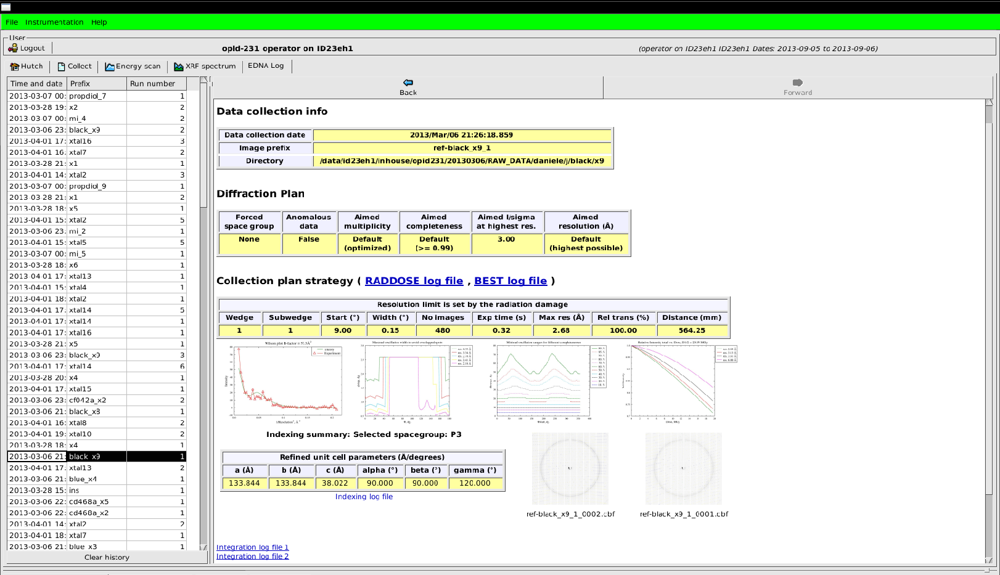 File Instrumentation Help
User
Logout
opid-231 operator on ID23eh1
(operator on ID23eh1 ID23eh1 Dates: 2013-09-05 to 2013-09-06)
Hutch Collect Energy scan XRF spectrum EDNA Log
Time and date Prefix Run number
2013-03-07 00: propdiol_7 1
2013-03-28 19: x2 2
2013-03-07 00: mi_4 2
2013-03-06 23: black_x9 2
2013-04-01 17: xtal16 3
2013-04-01 16: xtal7 2
2013-03-28 21: x1 1
2013-04-01 14: xtal2 3
2013-03-07 00: propdiol_9 1
2013-03-28 21: x1 2
2013-03-28 18: x5 1
2013-04-01 15: xtal2 5
2013-03-06 23: mi_2 1
2013-04-01 15: xtal5 5
2013-03-07 00: mi_5 1
2013-03-28 18: x6 1
2013-04-01 17: xtal13 1
2013-04-01 15: xtal4 1
2013-04-01 18: xtal2 1
2013-04-01 17: xtal14 5
2013-04-01 17: xtal14 1
2013-04-01 17: xtal16 1
2013-03-28 21: x5 1
2013-03-06 23: black_x9 3
2013-04-01 17: xtal14 6
2013-03-28 20: x4 1
2013-04-01 17: xtal15 1
2013-03-06 23: cf042a_x2 2
2013-03-06 21: black_x8 1
2013-04-01 16: xtal8 2
2013-04-01 19: xtal10 2
2013-03-28 18: x4 1
2013-03-06 21: black_x9 1
2013-04-01 17: xtal13 2
2013-03-06 21: blue_x4 1
2013-03-28 15: ins 1
2013-03-06 22: cd468a_x5 1
2013-03-06 22: cd468a_x2 1
2013-04-01 14: xtal2 2
2013-04-01 18: xtal7 1
2013-03-06 21: blue_x3 1
Clear history
Back
Forward
Data collection info
Data collection date 2013/Mar/06 21:26:18.859
Image prefix ref-black_x9_1
Directory /data/id23eh1/inhouse/opid231/20130306/RAW_DATA/daniele/j/black/x9
Diffraction Plan
Forced space group Anomalous data Aimed multiplicity Aimed completeness Aimed I/sigma at highest res. Aimed resolution (Å)
None False Default (optimized) Default (>= 0.99) 3.00 Default (highest possible)
Collection plan strategy ( RADDOSE log file , BEST log file )
Resolution limit is set by the radiation damage
Wedge Subwedge Start (°) Width (°) No images Exp time (s) Max res (Å) Rel trans (%) Distance (mm)
1 1 9.00 0.15 480 0.32 2.68 100.00 564.25
Indexing summary: Selected spacegroup: P3
Refined unit cell parameters (Å/degrees)
a (Å) b (Å) c (Å) alpha (°) beta (°) gamma (°)
133.844 133.844 38.022 90.000 90.000 120.000
Indexing log file
ref-black_x9_1_0002.cbf
ref-black_x9_1_0001.cbf
Integration log file 1
Integration log file 2